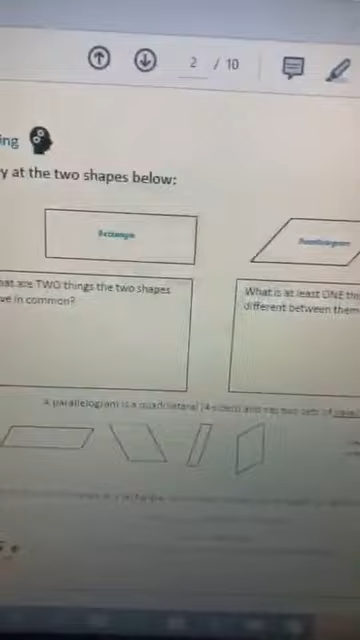 2 / 10
ing
y at the two shapes below:
Rectangle
Parallelogram
hat are TWO things the two shapes
ve in common?
What is at least ONE thi
different between them
A parallelogram is a quadrilateral (4 sides) and has two sets of